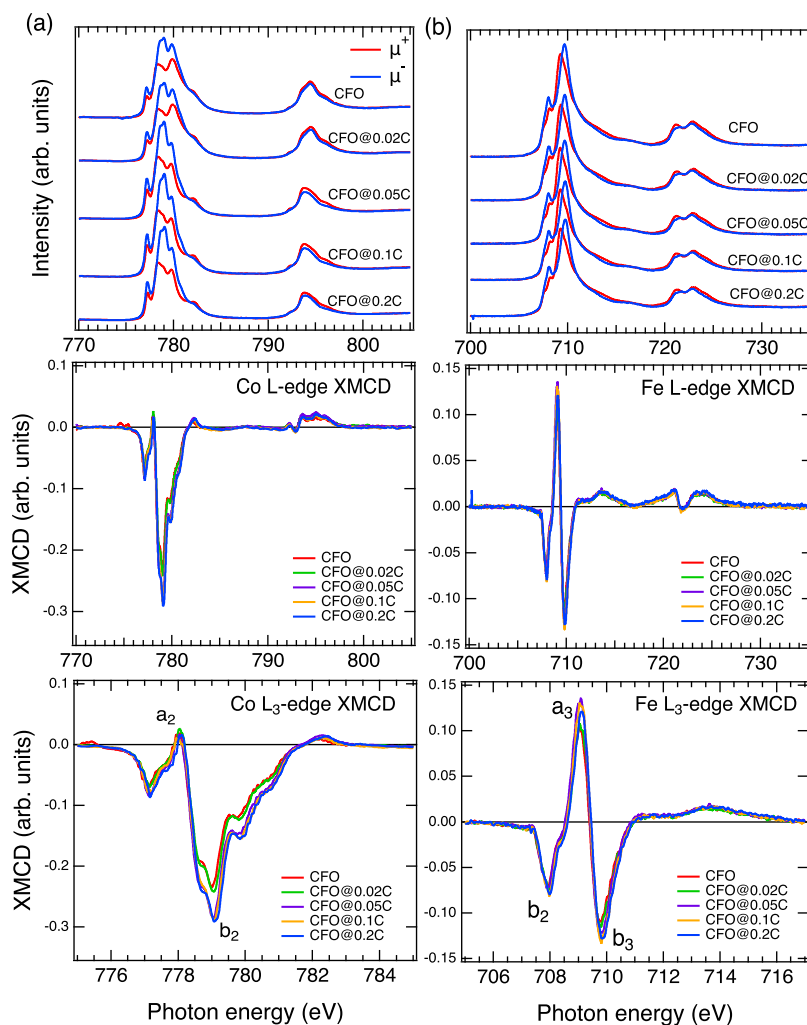 (a)
μ+
μ-
CFO
CFO@0.02C
CFO@0.05C
CFO@0.1C
CFO@0.2C
Intensity (arb. units)
770 780 790 800
(b)
CFO
CFO@0.02C
CFO@0.05C
CFO@0.1C
CFO@0.2C
700 710 720 730
Co L-edge XMCD
0.1
0.0
-0.1
-0.2
-0.3
XMCD (arb. units)
CFO
CFO@0.02C
CFO@0.05C
CFO@0.1C
CFO@0.2C
770 780 790 800
Fe L-edge XMCD
0.15
0.10
0.05
0.00
-0.05
-0.10
-0.15
CFO
CFO@0.02C
CFO@0.05C
CFO@0.1C
CFO@0.2C
700 710 720 730
Co L3-edge XMCD
a2
0.1
0.0
-0.1
-0.2
-0.3
XMCD (arb. units)
b2
CFO
CFO@0.02C
CFO@0.05C
CFO@0.1C
CFO@0.2C
776 778 780 782 784
Photon energy (eV)
Fe L3-edge XMCD
a3
0.15
0.10
0.05
0.00
-0.05
-0.10
-0.15
b2
b3
CFO
CFO@0.02C
CFO@0.05C
CFO@0.1C
CFO@0.2C
706 708 710 712 714 716
Photon energy (eV)